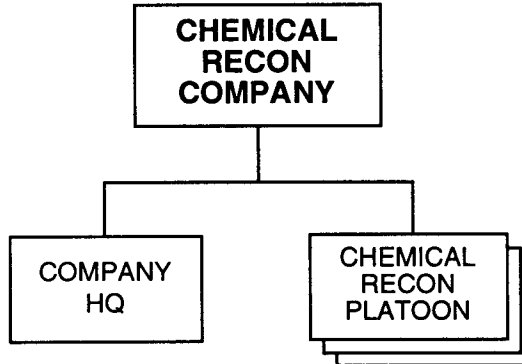 CHEMICAL
RECON
COMPANY
COMPANY
HQ
CHEMICAL
RECON
PLATOON